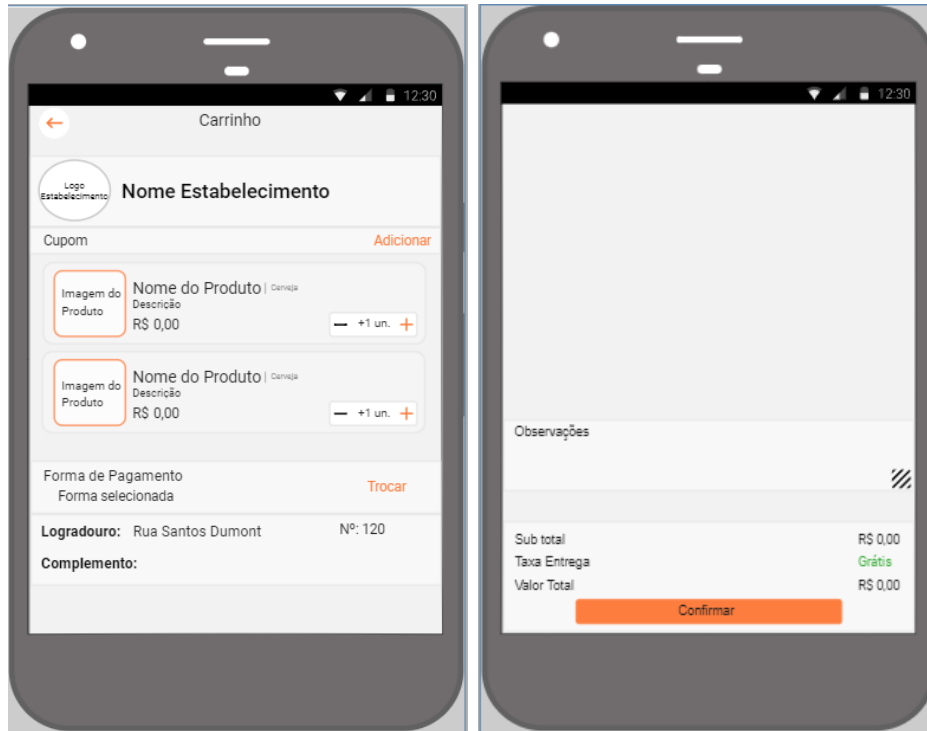 12:30
Carrinho
Logo
Estabelecimento
Nome Estabelecimento
Cupom Adicionar
Imagem do
Produto
Nome do Produto | Cerveja
Descrição
R$ 0,00
+1 un.
Imagem do
Produto
Nome do Produto | Cerveja
Descrição
R$ 0,00
+1 un.
Forma de Pagamento
Forma selecionada
Trocar
Logradouro: Rua Santos Dumont Nº: 120
Complemento:
12:30
Observações
Sub total R$ 0,00
Taxa Entrega Grátis
Valor Total R$ 0,00
Confirmar